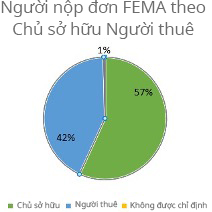 Người nộp đơn FEMA theo
Chủ sở hữu Người thuê
1%
57%
42%
Chủ sở hữu Người thuê Không được chỉ định